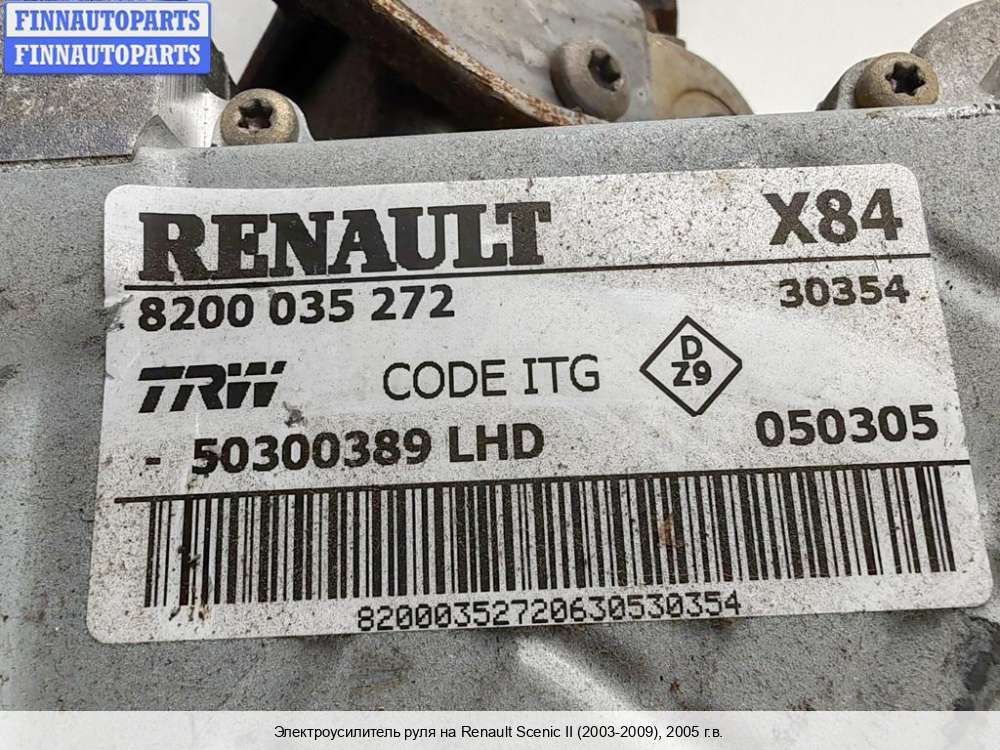 FINNAUTOPARTS
FINNAUTOPARTS
RENAULT X84
8200 035 272 30354
TRW CODE ITG D Z9
- 50300389 LHD 050305
82000352720630530354
Электроусилитель руля на Renault Scenic II (2003-2009), 2005 г.в.